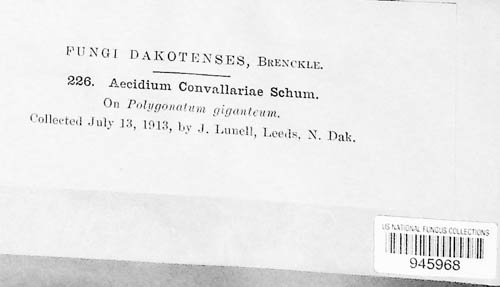 FUNGI DAKOTENSES, BRENCKLE.
226. Aecidium Convallariae Schum.
On Polygonatum giganteum.
Collected July 13, 1913, by J. Lunell, Leeds, N. Dak.
US NATIONAL FUNGUS COLLECTIONS
945968